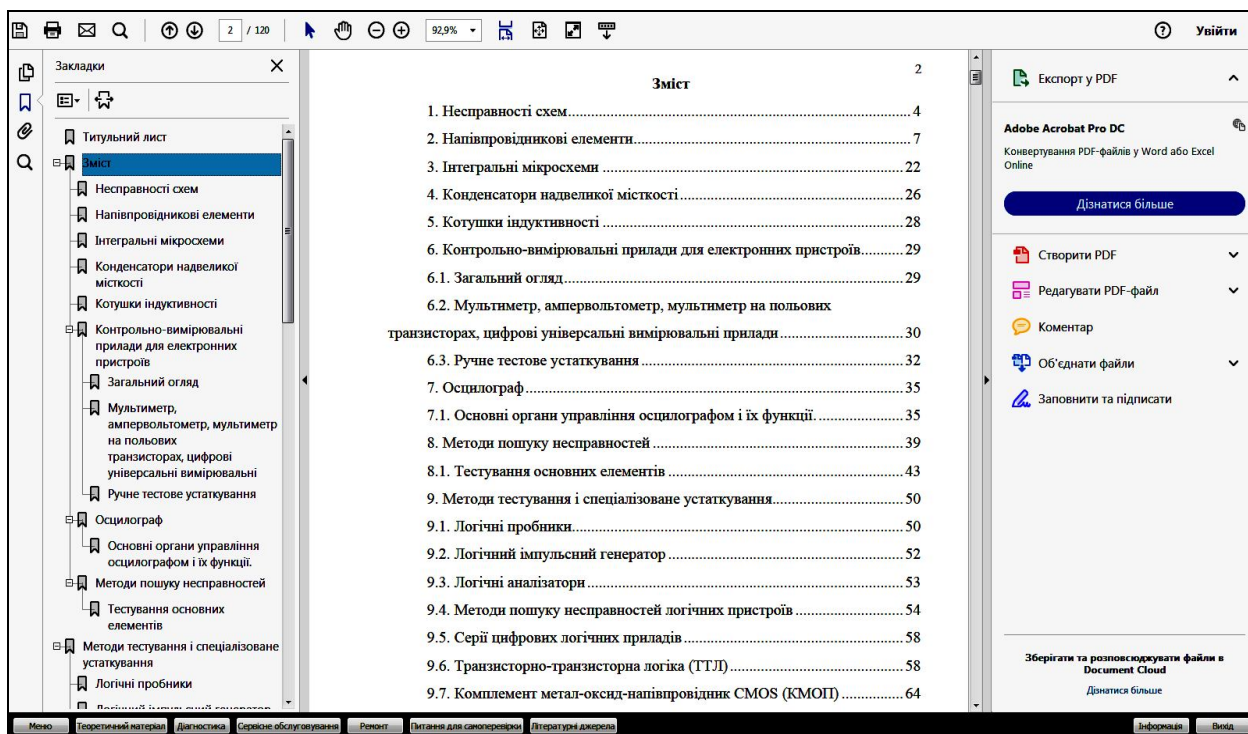 2 / 120
92,9%
Увійти
Закладки
Титульний лист
Зміст
Несправності схем
Напівпровідникові елементи
Інтегральні мікросхеми
Конденсатори надвеликої
місткості
Котушки індуктивності
Контрольно-вимірювальні
прилади для електронних
пристроїв
Загальний огляд
Мультиметр,
ампервольтометр, мультиметр
на польових
транзисторах, цифрові
універсальні вимірювальні
Ручне тестове устаткування
Осцилограф
Основні органи управління
осцилографом і їх функції.
Методи пошуку несправностей
Тестування основних
елементів
Методи тестування і спеціалізоване
устаткування
Логічні пробники
Логічний імпульсний генератор
2
Зміст
1. Несправності схем.....4
2. Напівпровідникові елементи.....7
3. Інтегральні мікросхеми.....22
4. Конденсатори надвеликої місткості.....26
5. Котушки індуктивності.....28
6. Контрольно-вимірювальні прилади для електронних пристроїв.....29
6.1. Загальний огляд.....29
6.2. Мультиметр, ампервольтометр, мультиметр на польових
транзисторах, цифрові універсальні вимірювальні прилади.....30
6.3. Ручне тестове устаткування.....32
7. Осцилограф.....35
7.1. Основні органи управління осцилографом і їх функції.....35
8. Методи пошуку несправностей.....39
8.1. Тестування основних елементів.....43
9. Методи тестування і спеціалізоване устаткування.....50
9.1. Логічні пробники.....50
9.2. Логічний імпульсний генератор.....52
9.3. Логічні аналізатори.....53
9.4. Методи пошуку несправностей логічних пристроїв.....54
9.5. Серії цифрових логічних приладів.....58
9.6. Транзисторно-транзисторна логіка (ТТЛ).....58
9.7. Комплемент метал-оксид-напівпровідник CMOS (КМОП).....64
Експорт у PDF
Adobe Acrobat Pro DC
Конвертування PDF-файлів у Word або Excel
Online
Дізнатися більше
Створити PDF
Редагувати PDF-файл
Коментар
Об'єднати файли
Заповнити та підписати
Зберігати та розповсюджувати файли в
Document Cloud
Дізнатися більше
Меню Теоретичний матеріал Діагностика Сервісне обслуговування Ремонт Питання для самоперевірки Літературні джерела Інформація Вихід